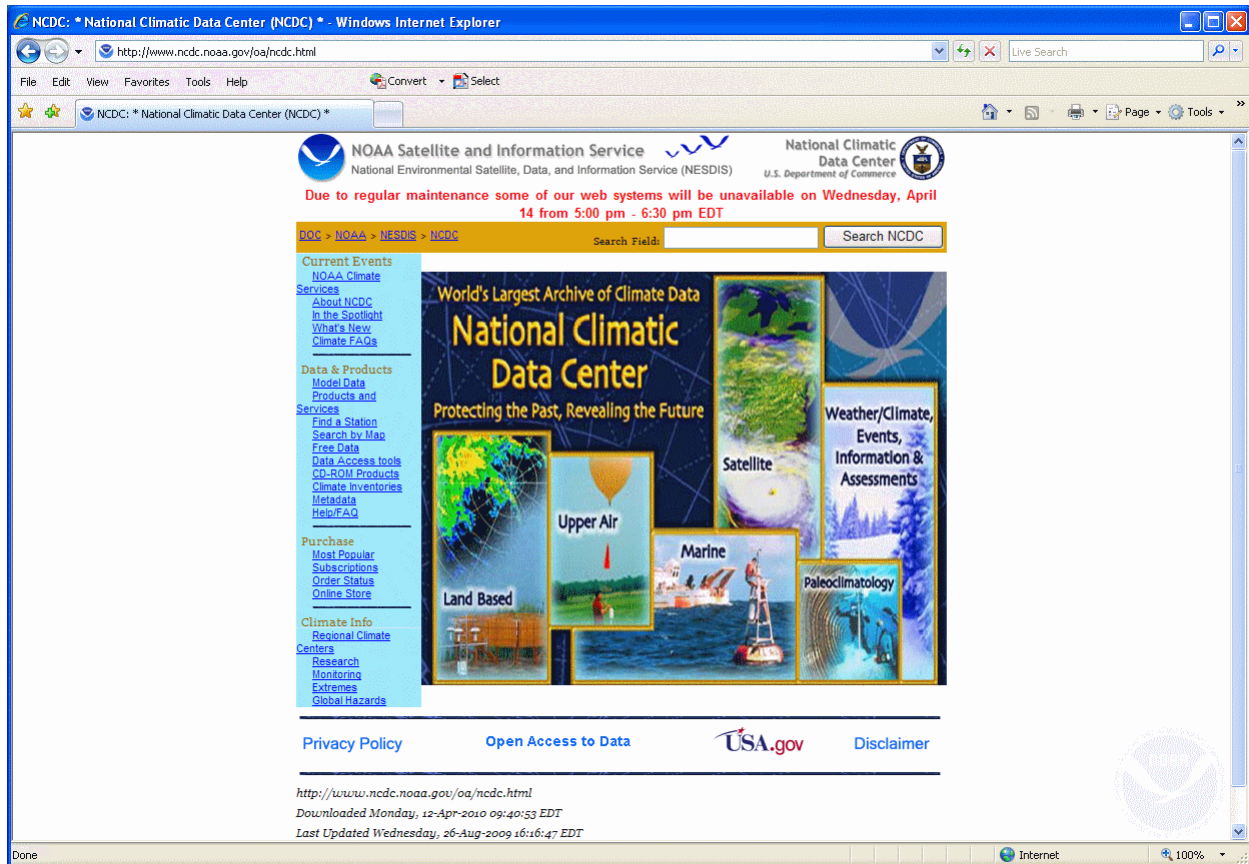 NCDC: * National Climatic Data Center (NCDC) * - Windows Internet Explorer
http://www.ncdc.noaa.gov/oa/ncdc.html
Live Search
File Edit View Favorites Tools Help Convert Select
NCDC: * National Climatic Data Center (NCDC) *
Page Tools
NOAA Satellite and Information Service
National Environmental Satellite, Data, and Information Service (NESDIS)
National Climatic
Data Center
U.S. Department of Commerce
Due to regular maintenance some of our web systems will be unavailable on Wednesday, April
14 from 5:00 pm - 6:30 pm EDT
DOC > NOAA > NESDIS > NCDC
Search Field:
Search NCDC
Current Events
NOAA Climate
Services
About NCDC
In the Spotlight
What's New
Climate FAQs
Data & Products
Model Data
Products and
Services
Find a Station
Search by Map
Free Data
Data Access tools
CD-ROM Products
Climate Inventories
Metadata
Help/FAQ
Purchase
Most Popular
Subscriptions
Order Status
Online Store
Climate Info
Regional Climate
Centers
Research
Monitoring
Extremes
Global Hazards
World's Largest Archive of Climate Data
National Climatic
Data Center
Protecting the Past, Revealing the Future
Land Based
Upper Air
Marine
Satellite
Weather/Climate,
Events,
Information &
Assessments
Paleoclimatology
Privacy Policy
Open Access to Data
USA.gov
Disclaimer
NOAA
http://www.ncdc.noaa.gov/oa/ncdc.html
Downloaded Monday, 12-Apr-2010 09:40:53 EDT
Last Updated Wednesday, 26-Aug-2009 16:16:47 EDT
Done
Internet
100%